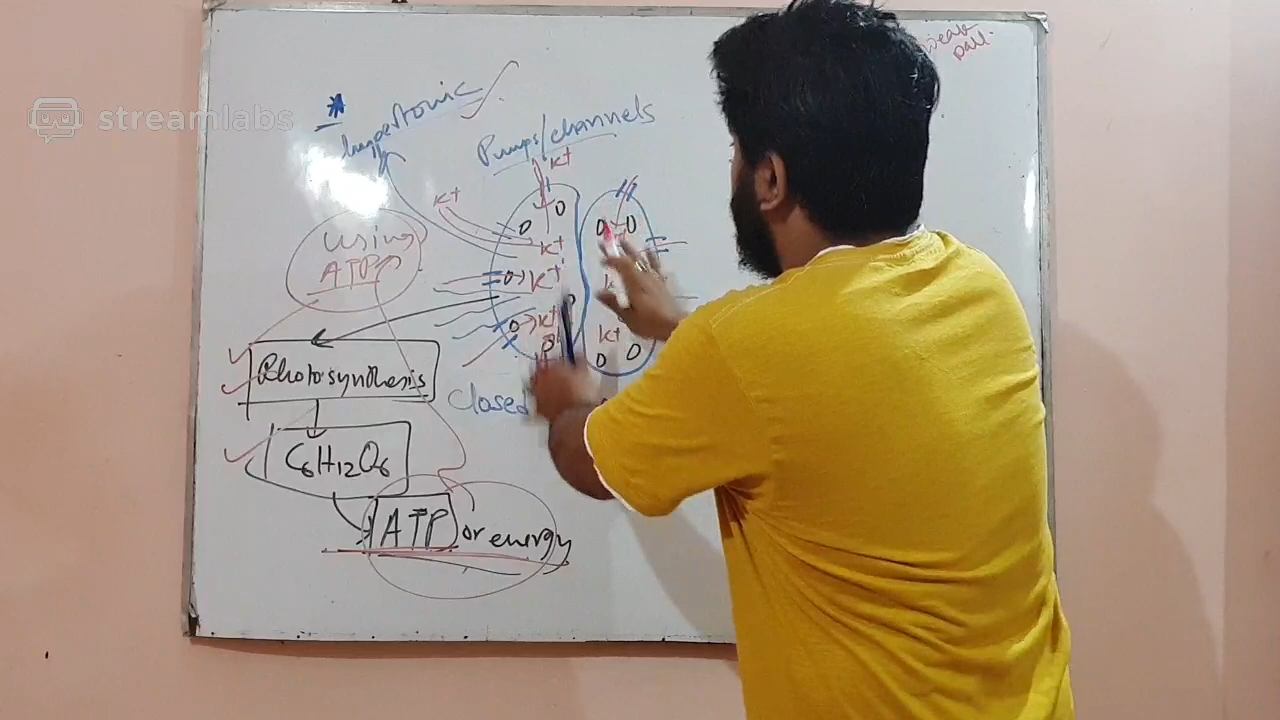 streamlabs
*
hypertonic
Pumps/channels
K+
K+
using
ATP
K+
K+
K+
K+
closed
Photosynthesis
C6H12O6
ATP or energy